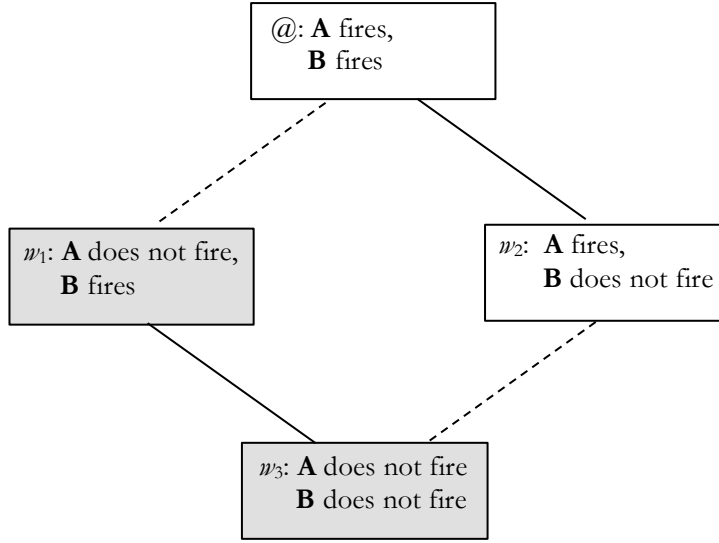 @: A fires,
B fires
w1: A does not fire,
B fires
w2: A fires,
B does not fire
w3: A does not fire
B does not fire